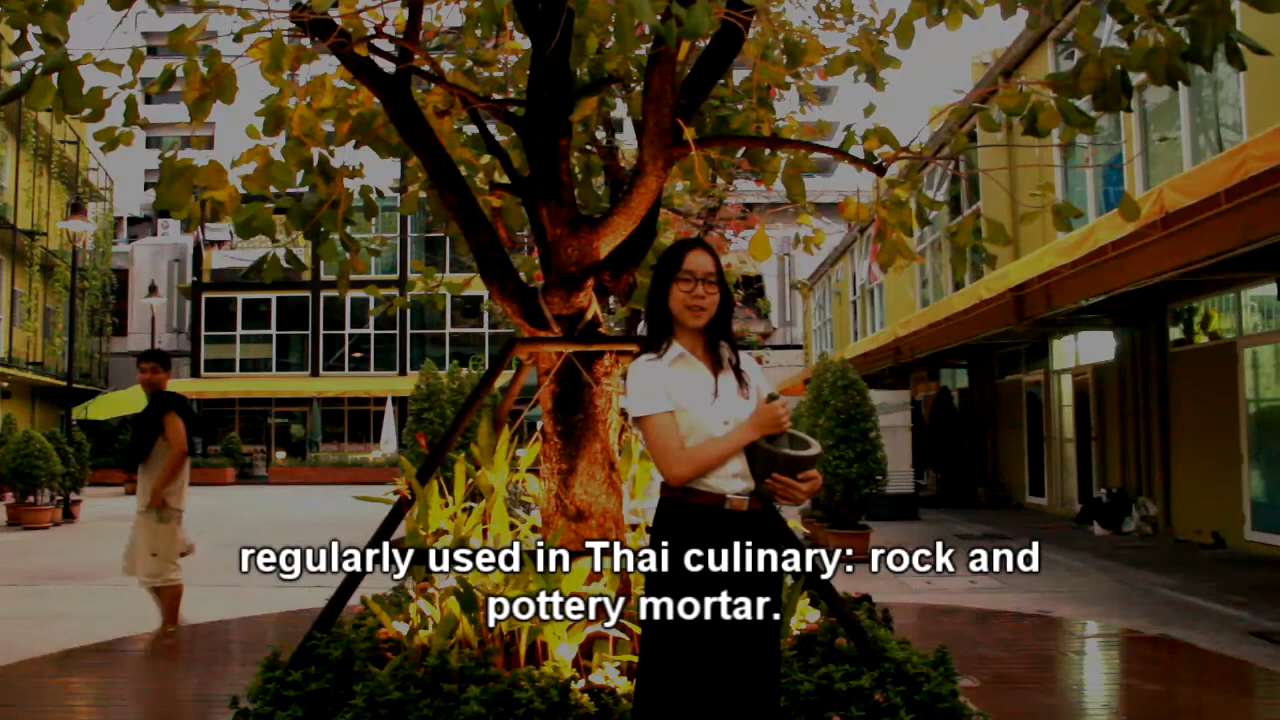 regularly used in Thai culinary: rock and
pottery mortar.